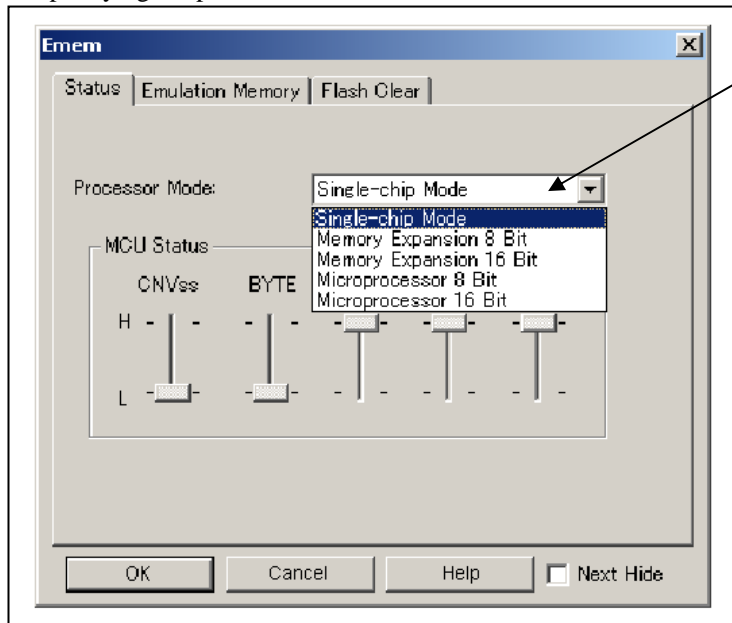 Emem
Status Emulation Memory Flash Clear
Processor Mode: Single-chip Mode
Single-chip Mode
Memory Expansion 8 Bit
Memory Expansion 16 Bit
Microprocessor 8 Bit
Microprocessor 16 Bit
MCU Status
CNVss BYTE
H
L
OK Cancel Help Next Hide